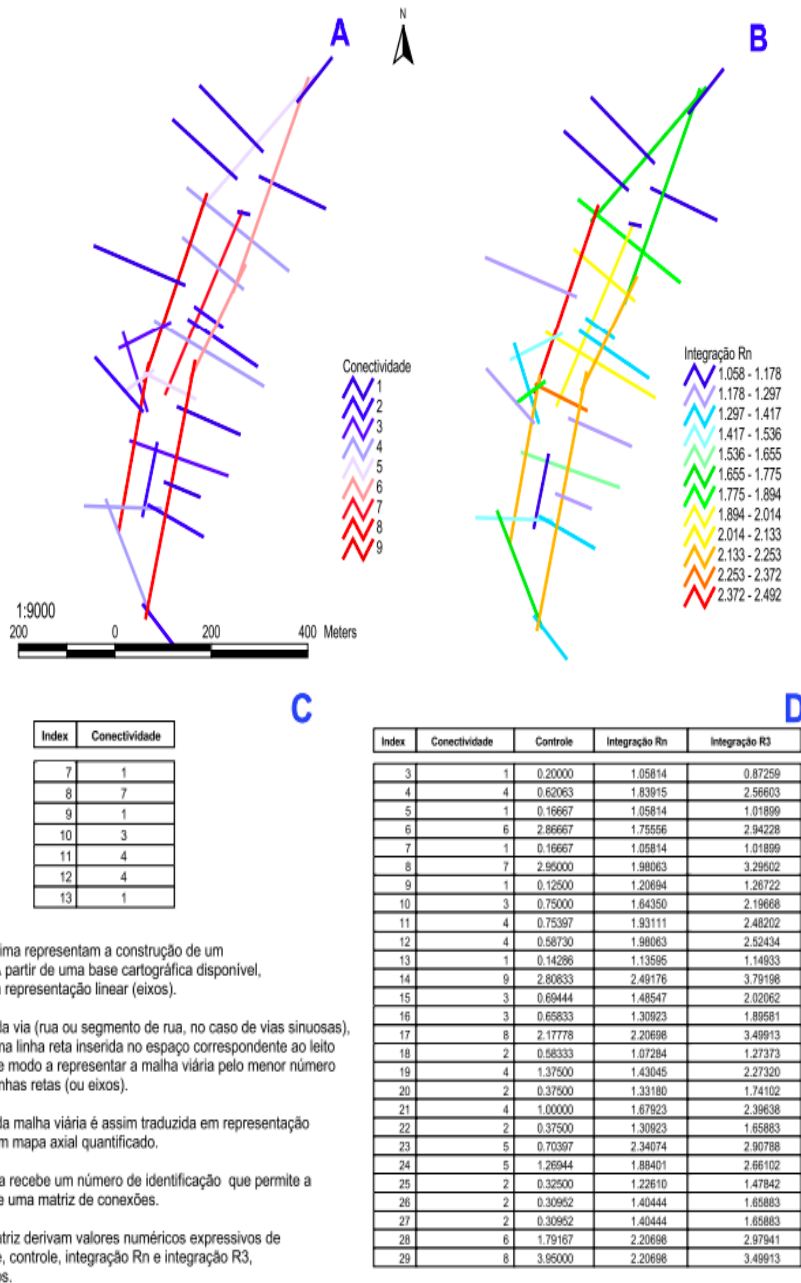 N
A
B
Conectividade
1
2
3
4
5
6
7
8
9
Integração Rn
1.058 - 1.178
1.178 - 1.297
1.297 - 1.417
1.417 - 1.536
1.536 - 1.655
1.655 - 1.775
1.775 - 1.894
1.894 - 2.014
2.014 - 2.133
2.133 - 2.253
2.253 - 2.372
2.372 - 2.492
1:9000
200 0 200 400 Meters
C
Index Conectividade
7 1
8 7
9 1
10 3
11 4
12 4
13 1
ima representam a construção de um
partir de uma base cartográfica disponível,
representação linear (eixos).
da via (rua ou segmento de rua, no caso de vias sinuosas),
ma linha reta inserida no espaço correspondente ao leito
e modo a representar a malha viária pelo menor número
nhas retas (ou eixos).
da malha viária é assim traduzida em representação
m mapa axial quantificado.
a recebe um número de identificação que permite a
e uma matriz de conexões.
atriz derivam valores numéricos expressivos de
e, controle, integração Rn e integração R3,
os.
D
Index Conectividade Controle Integração Rn Integração R3
3 1 0.20000 1.05814 0.87259
4 4 0.62063 1.83915 2.56603
5 1 0.16667 1.05814 1.01899
6 6 2.86667 1.75556 2.94228
7 1 0.16667 1.05814 1.01899
8 7 2.95000 1.98063 3.29502
9 1 0.12500 1.20694 1.26722
10 3 0.75000 1.64350 2.19668
11 4 0.75397 1.93111 2.48202
12 4 0.58730 1.98063 2.52434
13 1 0.14286 1.13595 1.14933
14 9 2.80833 2.49176 3.79198
15 3 0.69444 1.48547 2.02062
16 3 0.65833 1.30923 1.89581
17 8 2.17778 2.20698 3.49913
18 2 0.58333 1.07284 1.27373
19 4 1.37500 1.43045 2.27320
20 2 0.37500 1.33180 1.74102
21 4 1.00000 1.67923 2.39638
22 2 0.37500 1.30923 1.65883
23 5 0.70397 2.34074 2.90788
24 5 1.26944 1.88401 2.66102
25 2 0.32500 1.22610 1.47842
26 2 0.30952 1.40444 1.65883
27 2 0.30952 1.40444 1.65883
28 6 1.79167 2.20698 2.97941
29 8 3.95000 2.20698 3.49913